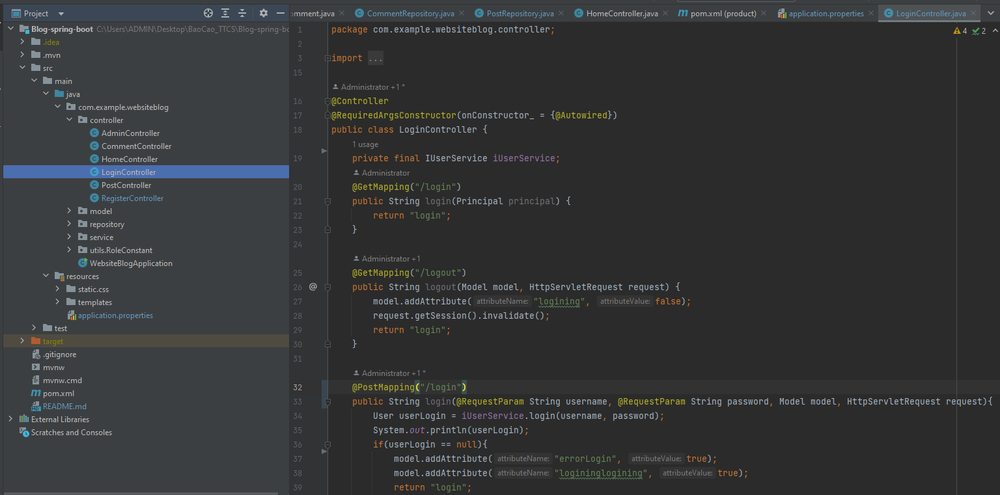 Project
omment.java
CommentRepository.java
PostRepository.java
HomeController.java
pom.xml (product)
application.properties
LoginController.java
Blog-spring-boot C:\Users\ADMIN\Desktop\BaoCao_TTCS\Blog-spring-bo
.idea
.mvn
src
main
java
com.example.websiteblog
controller
AdminController
CommentController
HomeController
LoginController
PostController
RegisterController
model
repository
service
utils.RoleConstant
WebsiteBlogApplication
resources
static.css
templates
application.properties
test
target
.gitignore
mvnw
mvnw.cmd
pom.xml
README.md
External Libraries
Scratches and Consoles
4 2
1 package com.example.websiteblog.controller;
2
3 import ...
15
Administrator +1 *
16 @Controller
17 @RequiredArgsConstructor(onConstructor_ = {@Autowired})
18 public class LoginController {
1 usage
19 private final IUserService iUserService;
Administrator
20 @GetMapping("/login")
21 public String login(Principal principal) {
22 return "login";
23 }
24
Administrator +1
25 @GetMapping("/logout")
26 @ public String logout(Model model, HttpServletRequest request) {
27 model.addAttribute( attributeName: "logining", attributeValue: false);
28 request.getSession().invalidate();
29 return "login";
30 }
31
Administrator +1 *
32 @PostMapping("/login")
33 public String login(@RequestParam String username, @RequestParam String password, Model model, HttpServletRequest request){
34 User userLogin = iUserService.login(username, password);
35 System.out.println(userLogin);
36 if(userLogin == null){
37 model.addAttribute( attributeName: "errorLogin", attributeValue: true);
38 model.addAttribute( attributeName: "logininglogining", attributeValue: true);
39 return "login";